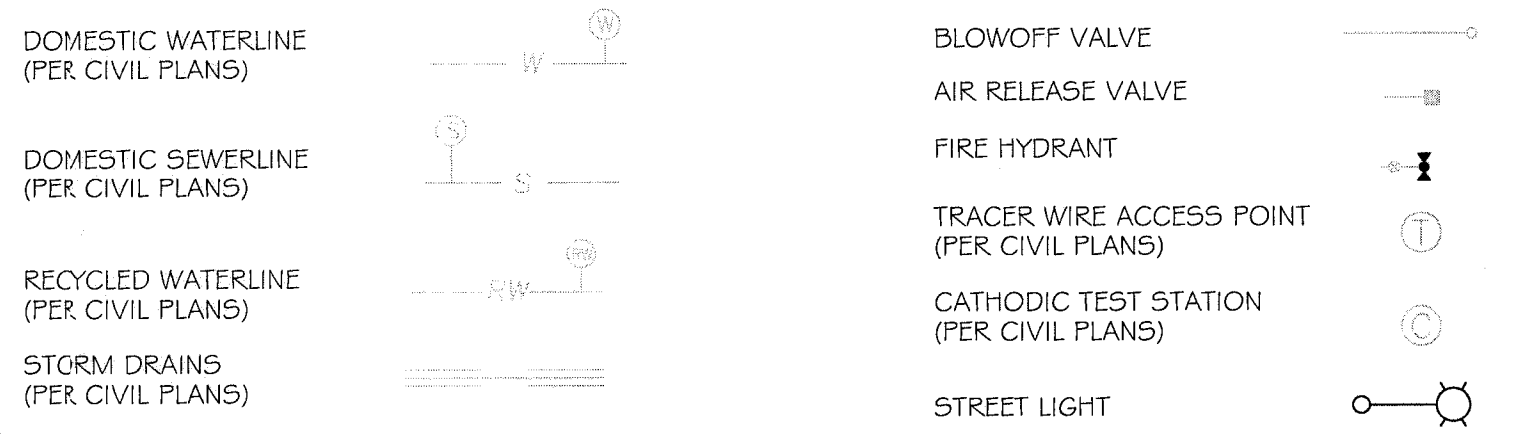 DOMESTIC WATERLINE
(PER CIVIL PLANS)
W
W
DOMESTIC SEWERLINE
(PER CIVIL PLANS)
S
S
RECYCLED WATERLINE
(PER CIVIL PLANS)
RW
RW
STORM DRAINS
(PER CIVIL PLANS)
BLOWOFF VALVE
AIR RELEASE VALVE
FIRE HYDRANT
TRACER WIRE ACCESS POINT
(PER CIVIL PLANS)
T
CATHODIC TEST STATION
(PER CIVIL PLANS)
C
STREET LIGHT